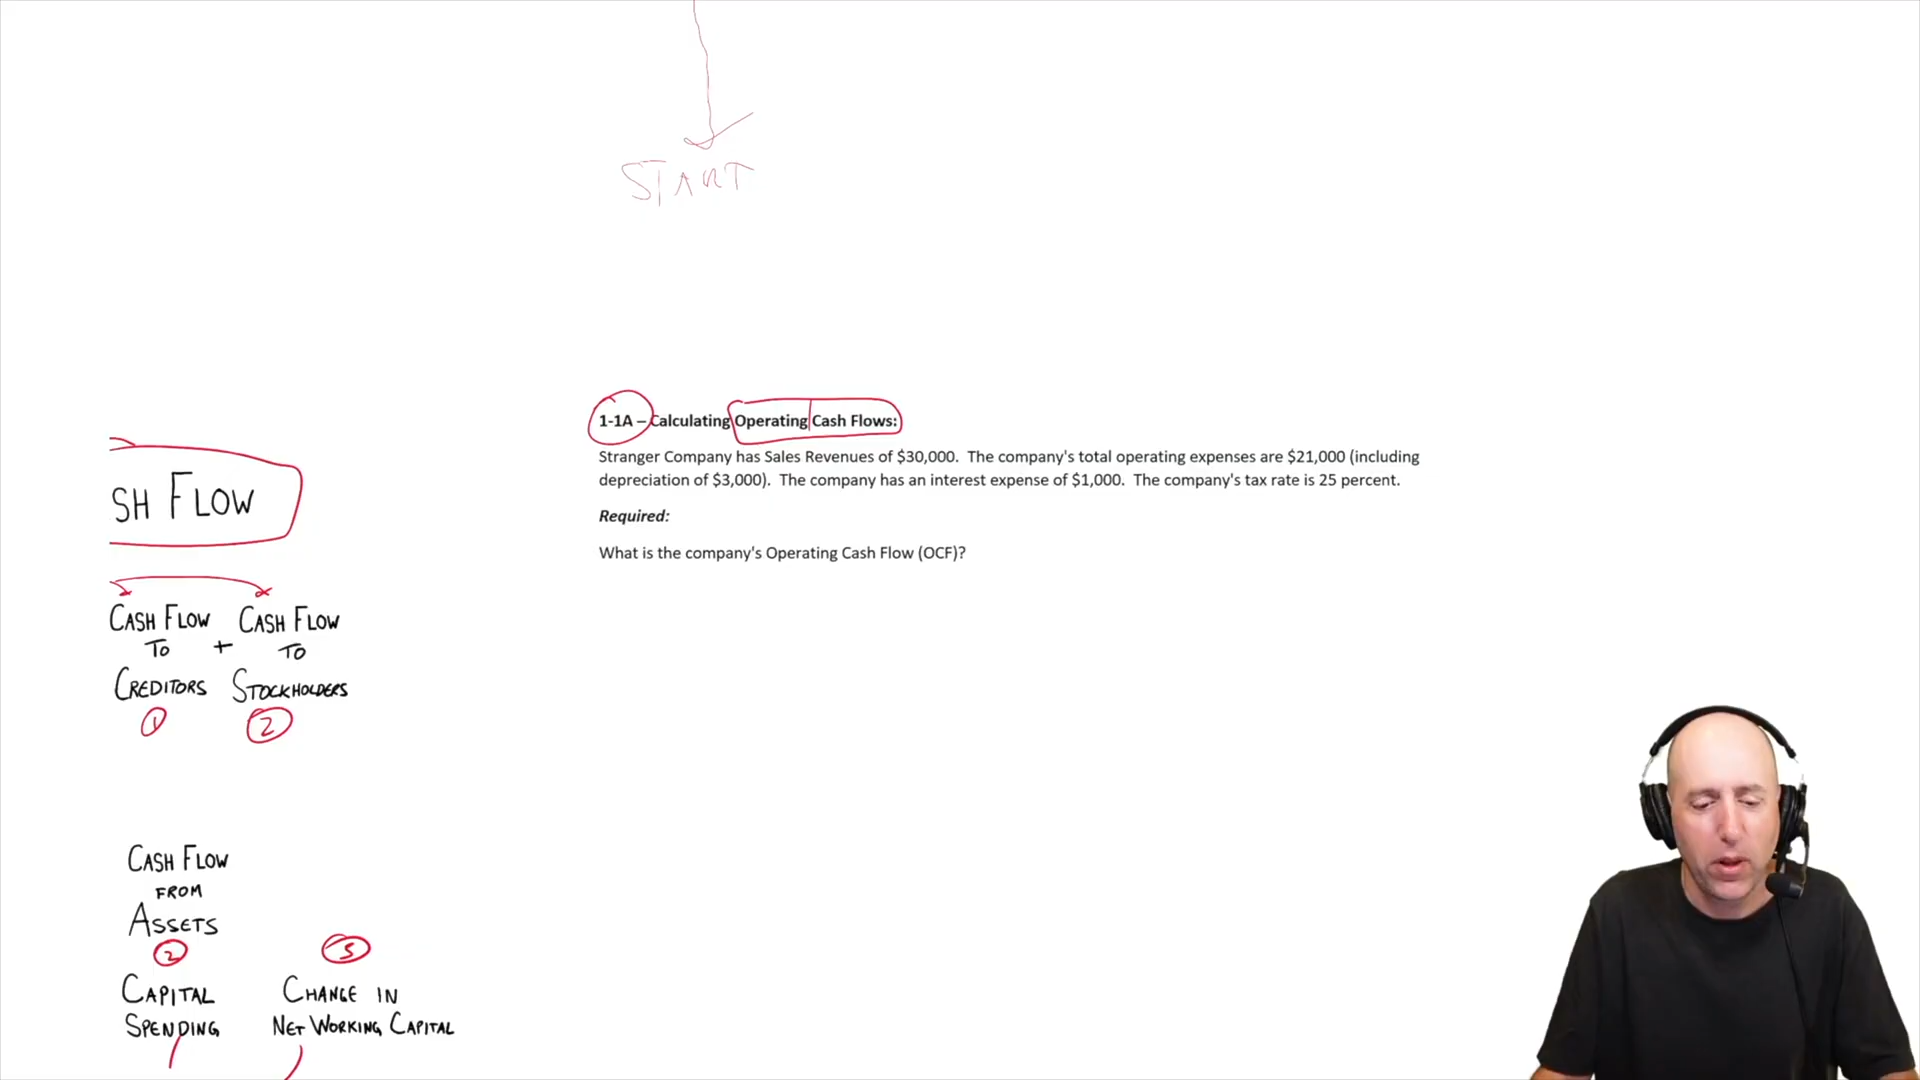 START
1-1A – Calculating Operating Cash Flows:
Stranger Company has Sales Revenues of $30,000. The company's total operating expenses are $21,000 (including
depreciation of $3,000). The company has an interest expense of $1,000. The company's tax rate is 25 percent.
Required:
What is the company's Operating Cash Flow (OCF)?
SH FLOW
CASH FLOW TO CREDITORS
+
CASH FLOW TO STOCKHOLDERS
1 2
CASH FLOW
FROM
ASSETS
2 3
CAPITAL SPENDING
CHANGE IN NET WORKING CAPITAL